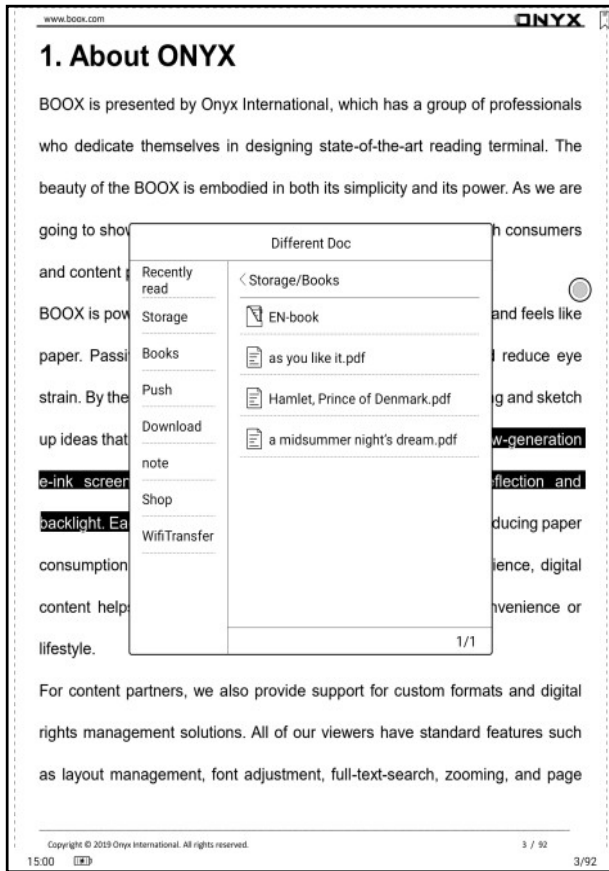 www.boox.com ONYX
1. About ONYX
BOOX is presented by Onyx International, which has a group of professionals
who dedicate themselves in designing state-of-the-art reading terminal. The
beauty of the BOOX is embodied in both its simplicity and its power. As we are
going to show h consumers
and content
BOOX is pow and feels like
paper. Passi reduce eye
strain. By the ng and sketch
up ideas that w-generation
e-ink screen eflection and
backlight. Ea ducing paper
consumption ience, digital
content helps nvenience or
lifestyle.
Different Doc
Recently
read
Storage
Books
Push
Download
note
Shop
WifiTransfer
Storage/Books
EN-book
as you like it.pdf
Hamlet, Prince of Denmark.pdf
a midsummer night's dream.pdf
1/1
For content partners, we also provide support for custom formats and digital
rights management solutions. All of our viewers have standard features such
as layout management, font adjustment, full-text-search, zooming, and page
Copyright © 2019 Onyx International. All rights reserved. 3 / 92
15:00 3/92